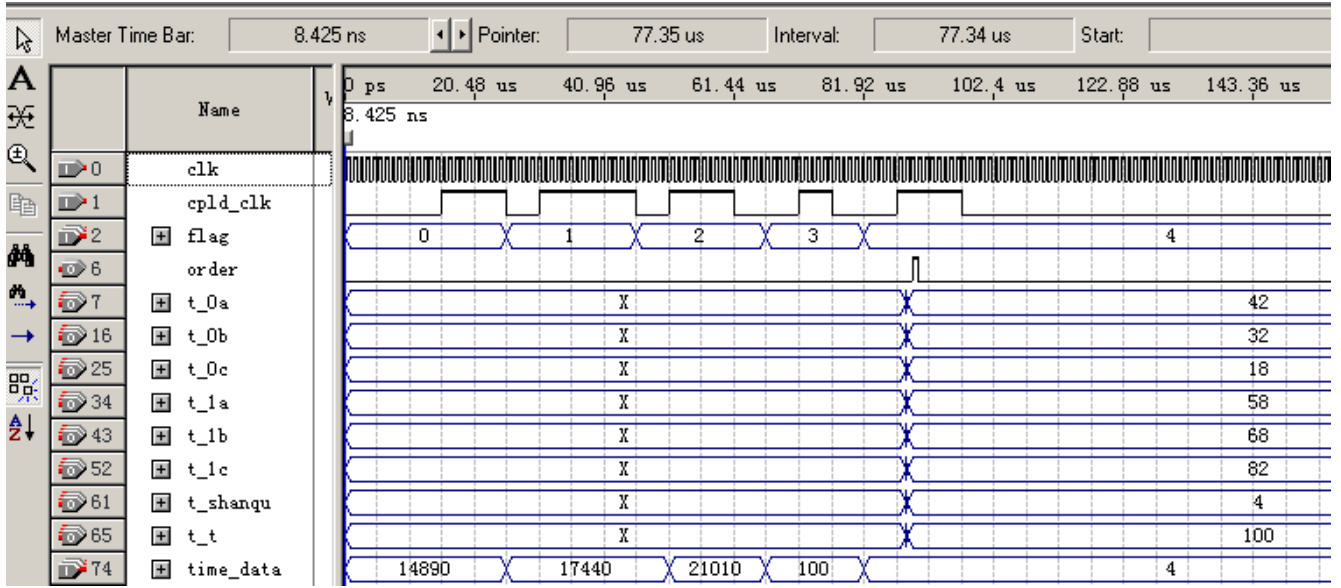 Master Time Bar: 8.425 ns Pointer: 77.35 us Interval: 77.34 us Start:
Name
0 ps 20.48 us 40.96 us 61.44 us 81.92 us 102.4 us 122.88 us 143.36 us
8.425 ns
0 clk
1 cpld_clk
2 flag 0 1 2 3 4
6 order
7 t_0a X 42
16 t_0b X 32
25 t_0c X 18
34 t_1a X 58
43 t_1b X 68
52 t_1c X 82
61 t_shanqu X 4
65 t_t X 100
74 time_data 14890 17440 21010 100 4